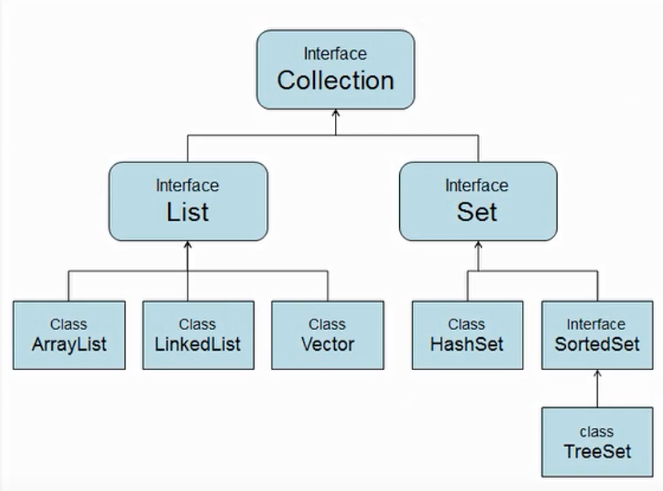 Interface
Collection
Interface
List
Interface
Set
Class
ArrayList
Class
LinkedList
Class
Vector
Class
HashSet
Interface
SortedSet
class
TreeSet